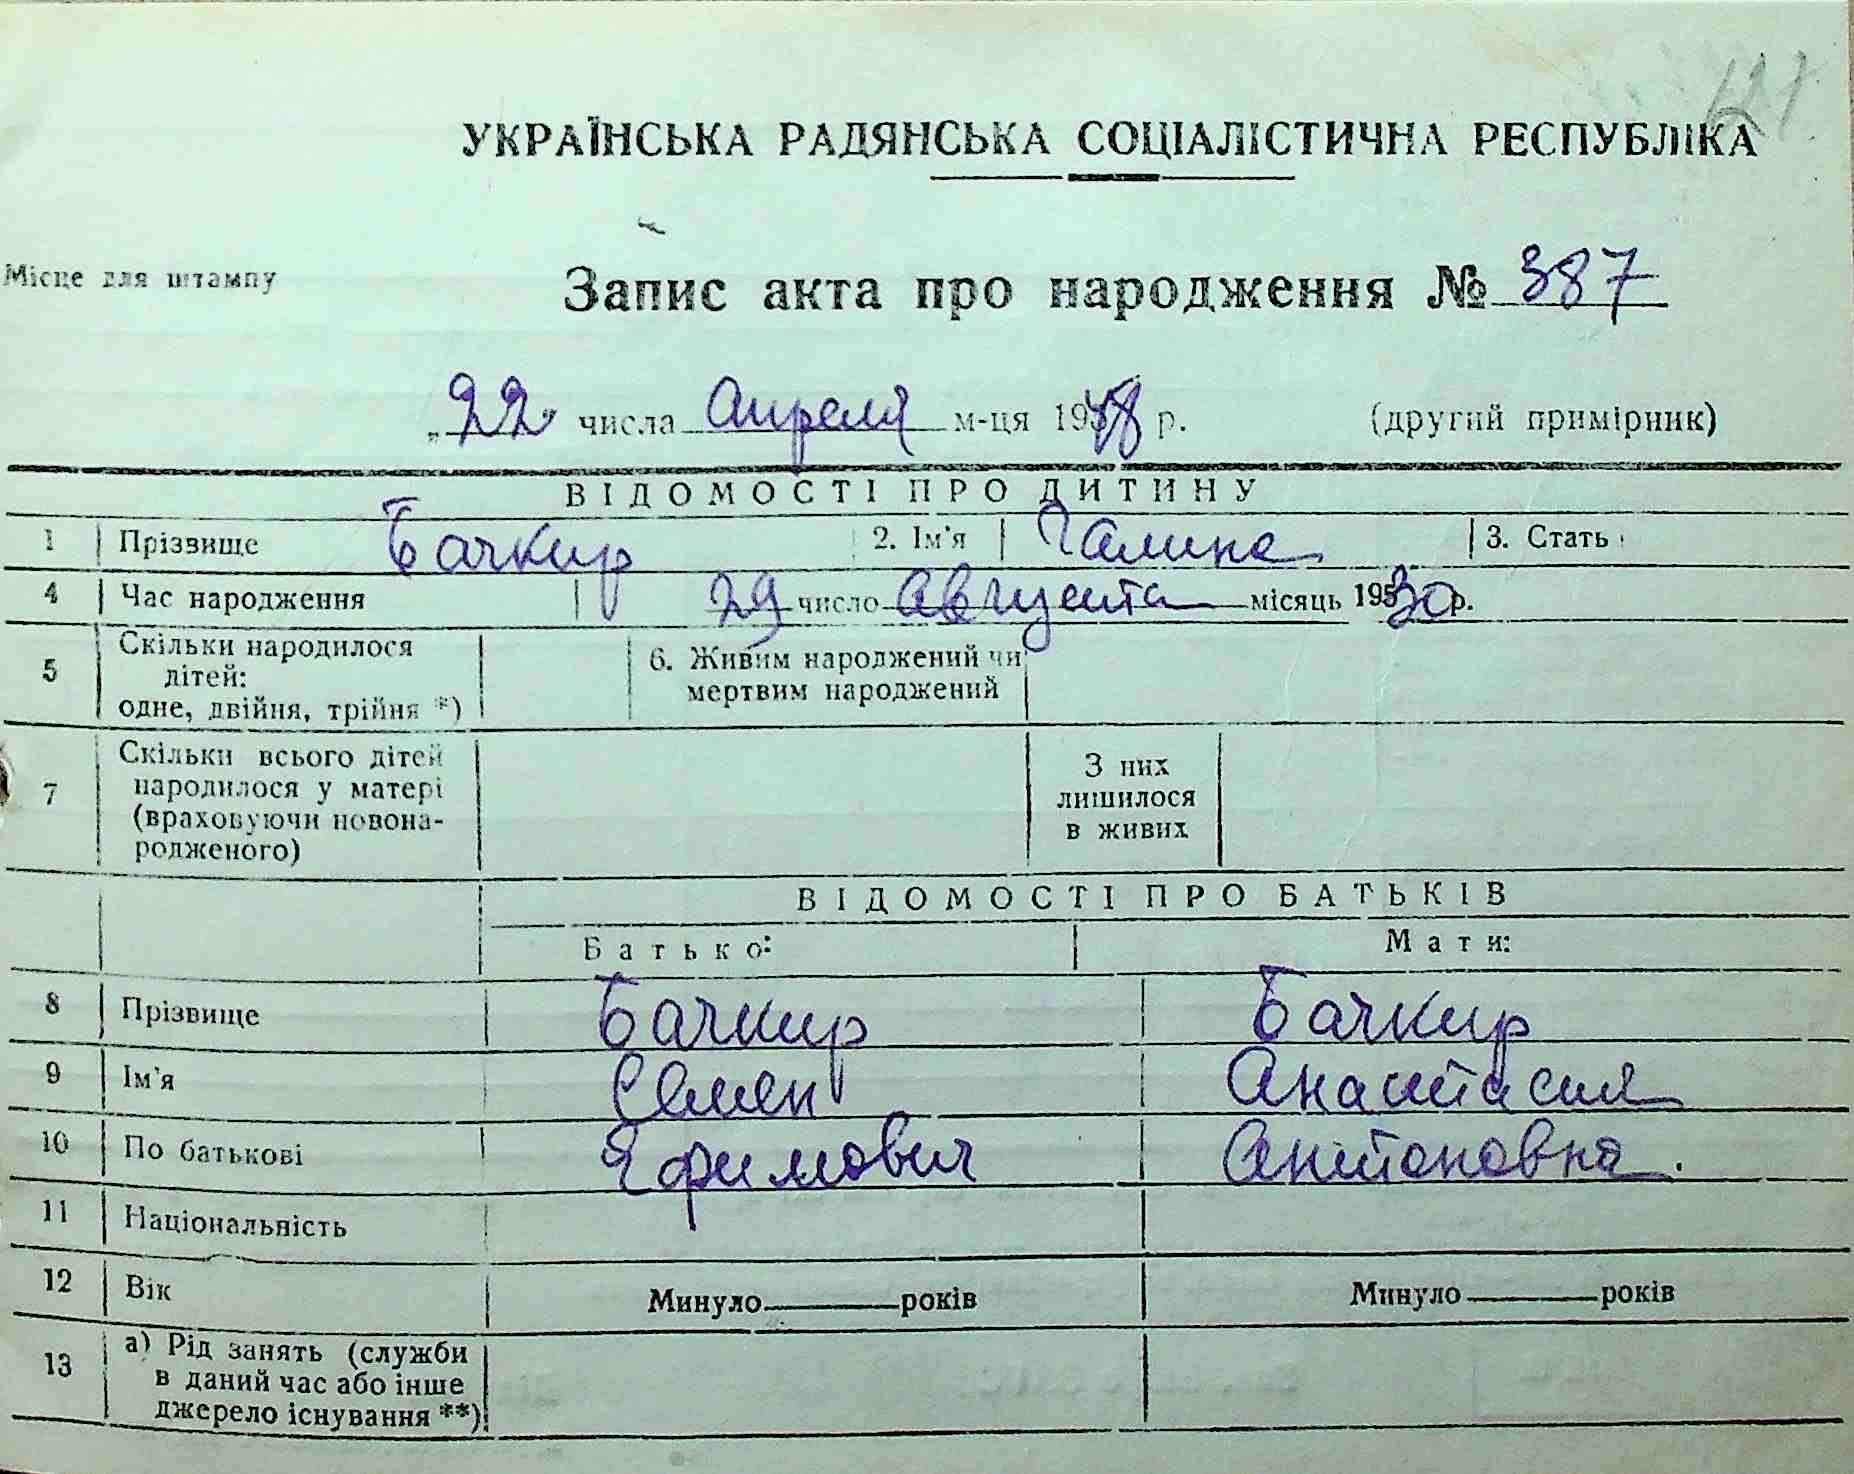 УКРАЇНСЬКА РАДЯНСЬКА СОЦІАЛІСТИЧНА РЕСПУБЛІКА
Місце для штампу
Запис акта про народження № 387
„22" числа Апреля м-ця 1948 р. (другий примірник)
ВІДОМОСТІ ПРО ДИТИНУ
1 Прізвище Бачкир 2. Ім'я Галина 3. Стать
4 Час народження 29 число Августа місяць 1930 р.
5 Скільки народилося дітей: одне, двійня, трійня *) 6. Живим народжений чи мертвим народжений
7 Скільки всього дітей народилося у матері (враховуючи новона-родженого) З них лишилося в живих
ВІДОМОСТІ ПРО БАТЬКІВ
Батько: Мати:
8 Прізвище Бачкир Бачкир
9 Ім'я Семен Анастасия
10 По батькові Ефимович Антоновна.
11 Національність
12 Вік Минуло років Минуло років
13 а) Рід занять (служби в даний час або інше джерело існування **)